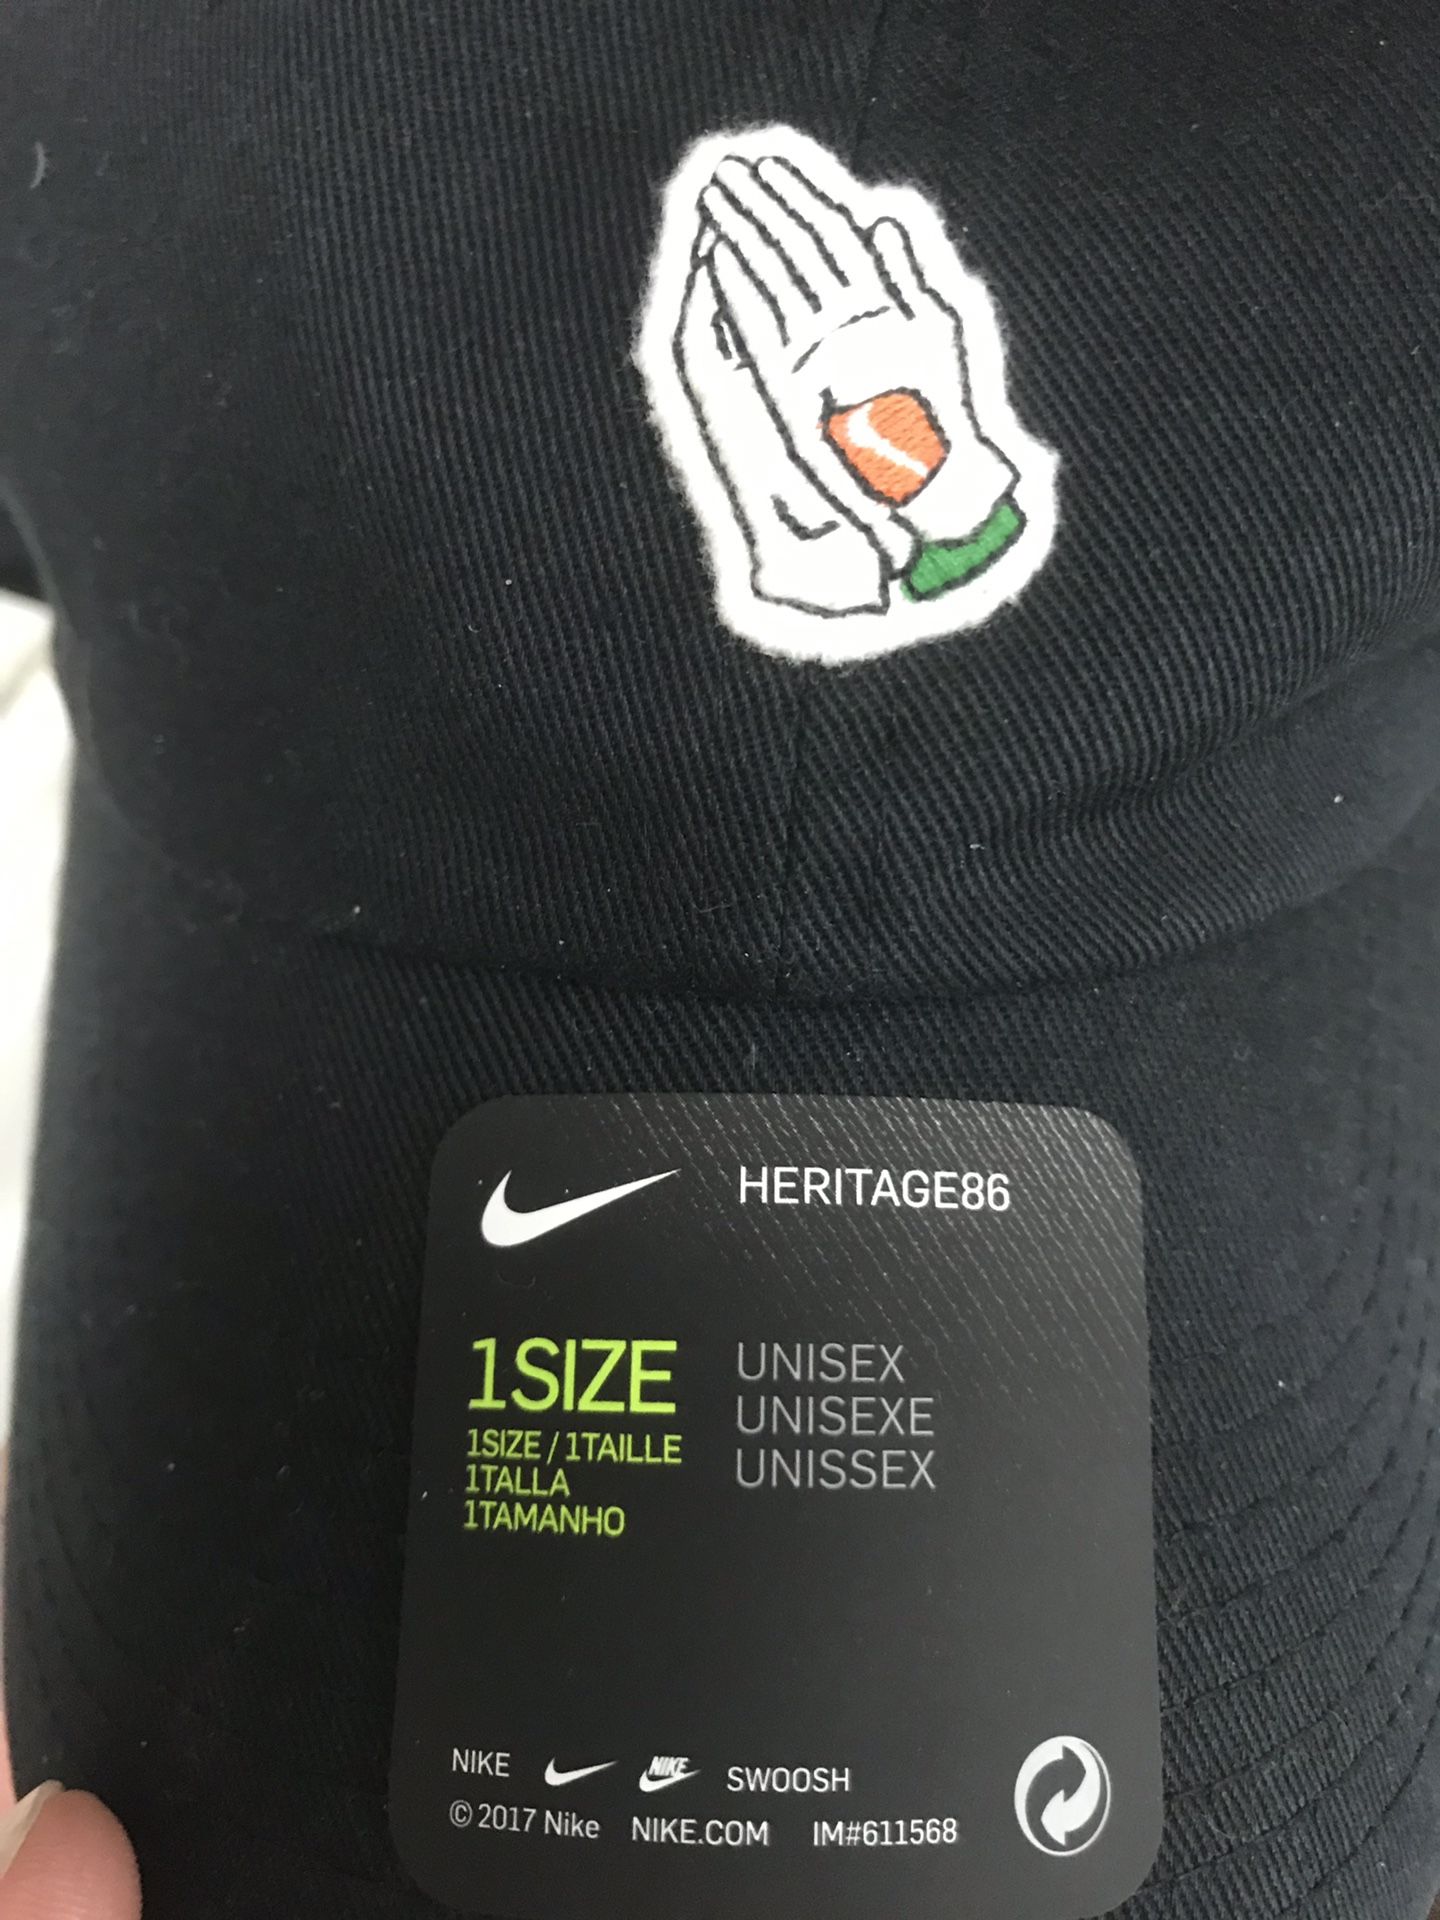 HERITAGE86
1SIZE
1SIZE / 1TAILLE
1TALLA
1TAMANHO
UNISEX
UNISEXE
UNISSEX
NIKE NIKE SWOOSH
© 2017 Nike NIKE.COM IM#611568